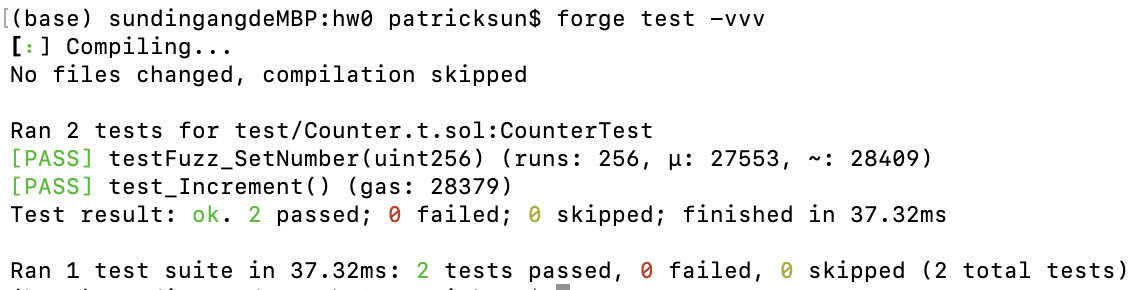 [(base) sundingangdeMBP:hw0 patricksun$ forge test -vvv
[:] Compiling...
No files changed, compilation skipped
Ran 2 tests for test/Counter.t.sol:CounterTest
[PASS] testFuzz_SetNumber(uint256) (runs: 256, μ: 27553, ~: 28409)
[PASS] test_Increment() (gas: 28379)
Test result: ok. 2 passed; 0 failed; 0 skipped; finished in 37.32ms
Ran 1 test suite in 37.32ms: 2 tests passed, 0 failed, 0 skipped (2 total tests)